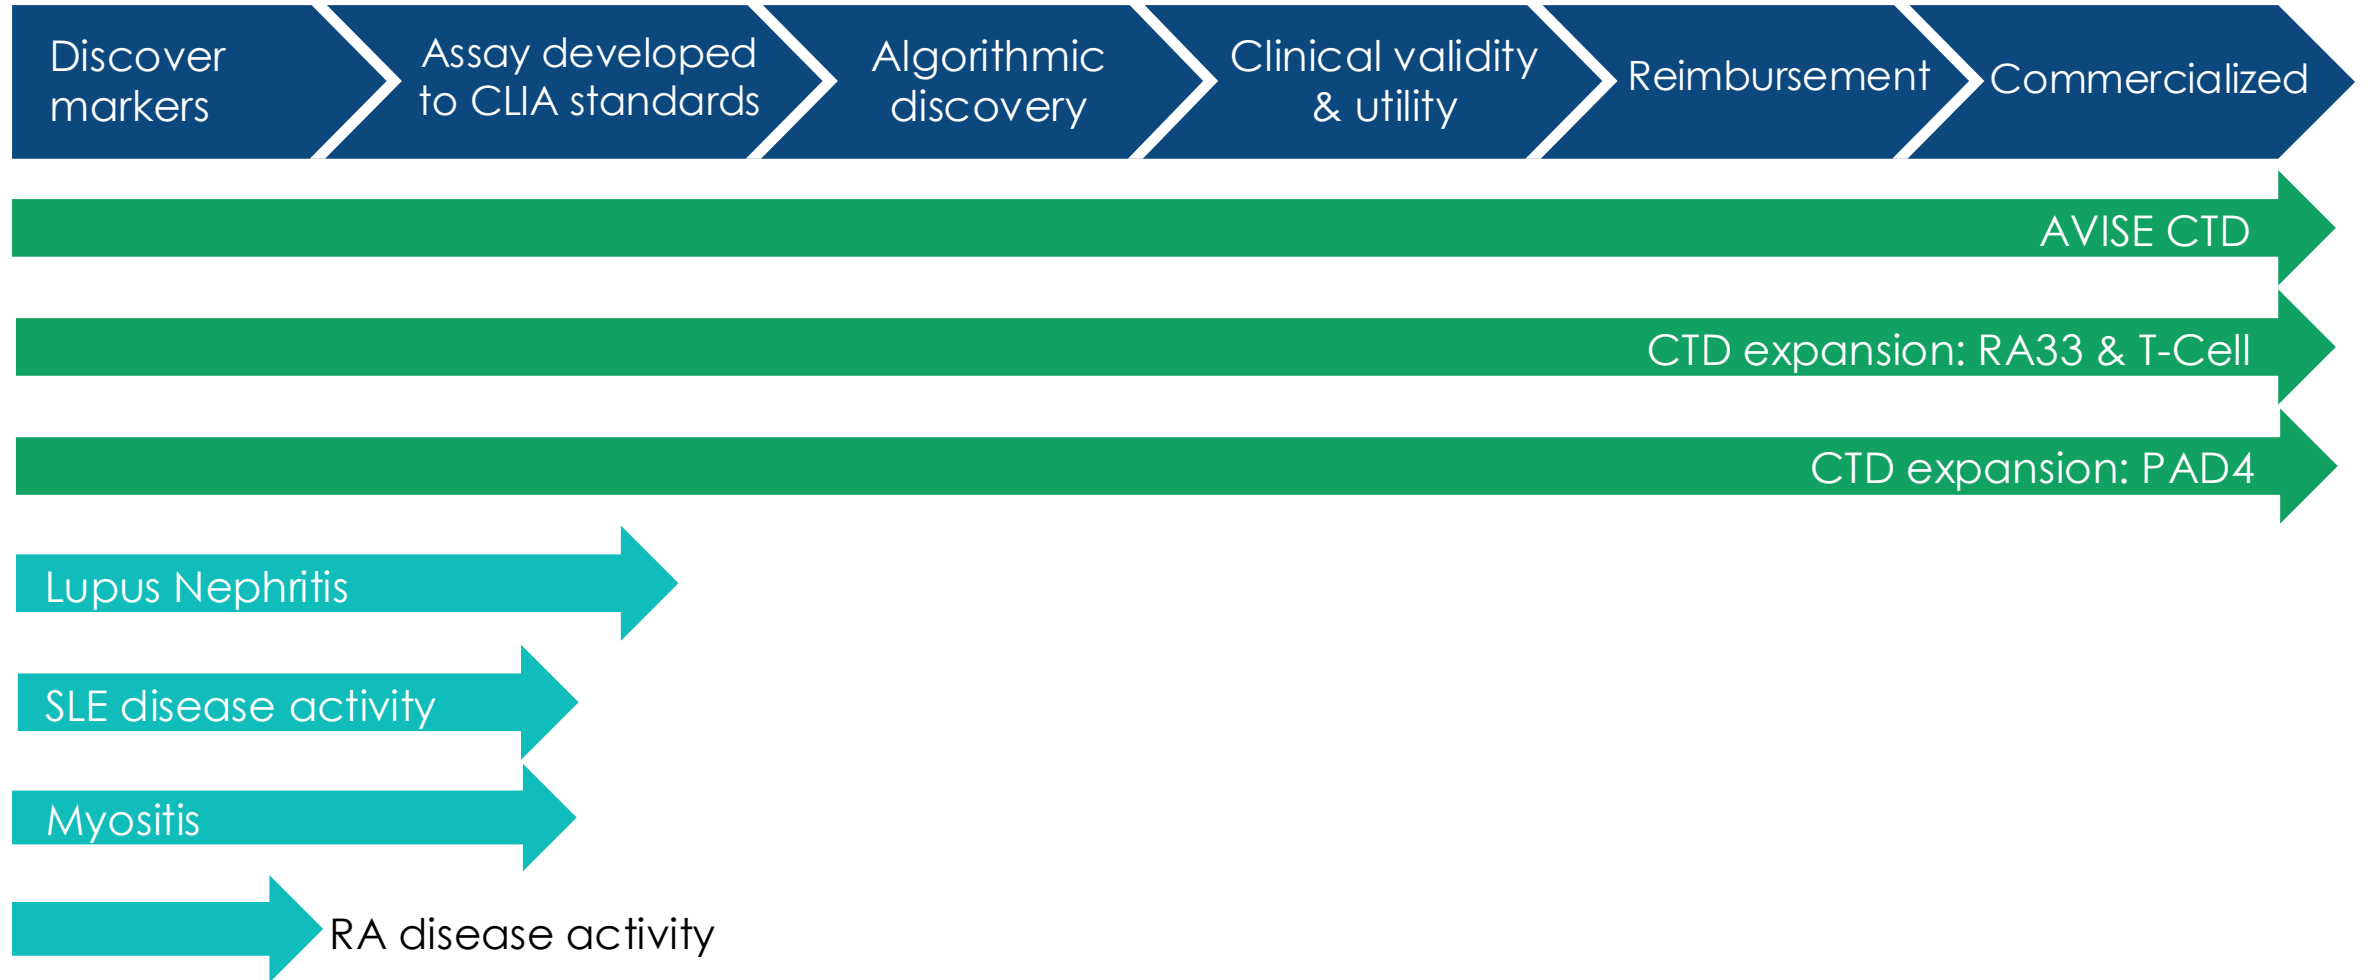 Discover
markers
Assay developed
to CLIA standards
Algorithmic
discovery
Clinical validity
& utility
Reimbursement
Commercialized
AVISE CTD
CTD expansion: RA33 & T-Cell
CTD expansion: PAD4
Lupus Nephritis
SLE disease activity
Myositis
RA disease activity